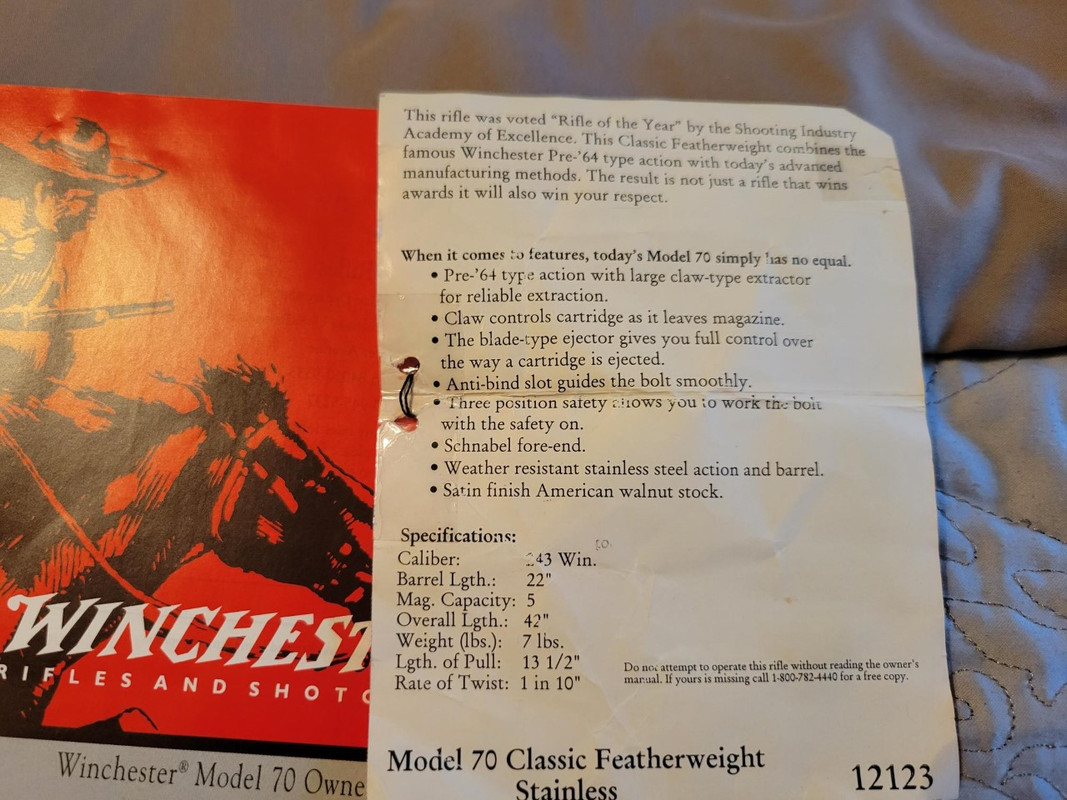 This rifle was voted "Rifle of the Year" by the Shooting Industry
Academy of Excellence. This Classic Featherweight combines the
famous Winchester Pre-'64 type action with today's advanced
manufacturing methods. The result is not just a rifle that wins
awards it will also win your respect.
When it comes to features, today's Model 70 simply has no equal.
• Pre-'64 type action with large claw-type extractor
for reliable extraction.
• Claw controls cartridge as it leaves magazine.
• The blade-type ejector gives you full control over
the way a cartridge is ejected.
• Anti-bind slot guides the bolt smoothly.
• Three position safety allows you to work the bolt
with the safety on.
• Schnabel fore-end.
• Weather resistant stainless steel action and barrel.
• Satin finish American walnut stock.
Specifications:
Caliber: 243 Win.
Barrel Lgth.: 22"
Mag. Capacity: 5
Overall Lgth.: 42"
Weight (lbs.): 7 lbs.
Lgth. of Pull: 13 1/2"
Rate of Twist: 1 in 10"
Do not attempt to operate this rifle without reading the owner's
manual. If yours is missing call 1-800-782-4440 for a free copy.
Model 70 Classic Featherweight
Stainless
12123
WINCHEST
RIFLES AND SHOT
Winchester® Model 70 Owne